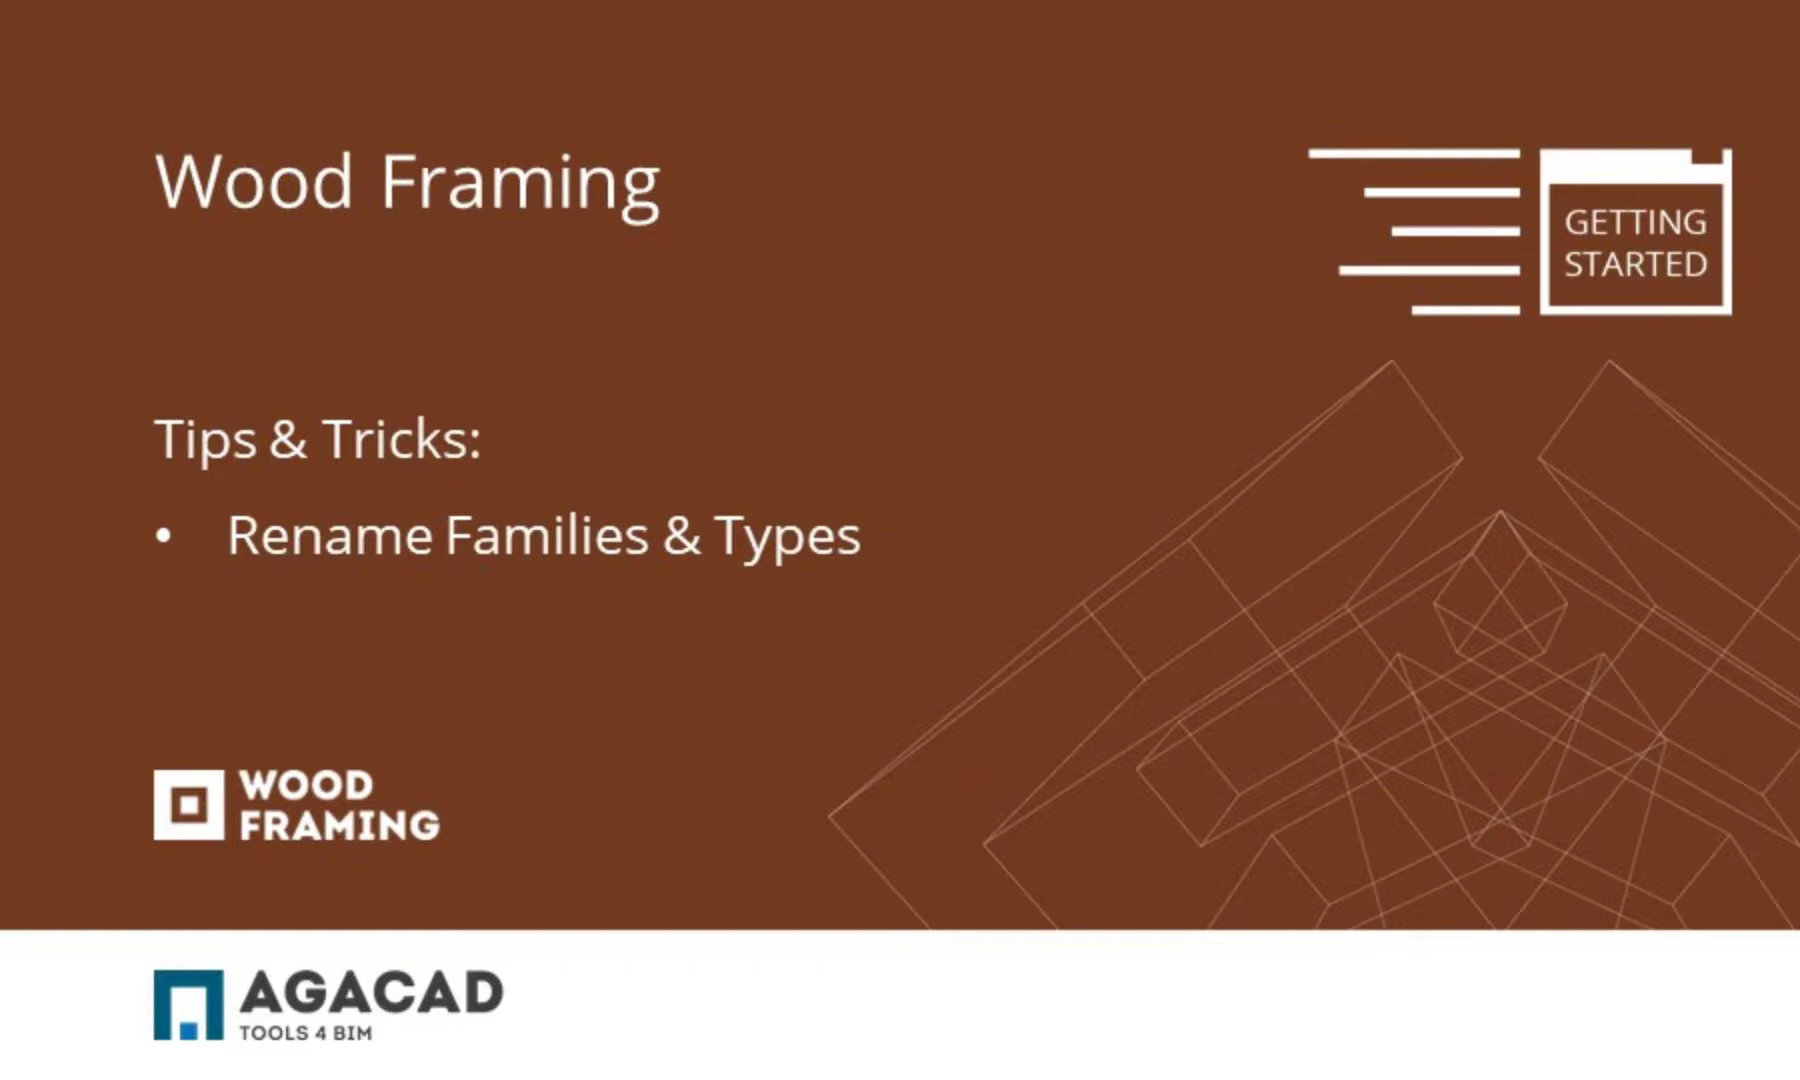 Wood Framing
GETTING
STARTED
Tips & Tricks:
• Rename Families & Types
WOOD
FRAMING
AGACAD
TOOLS 4 BIM